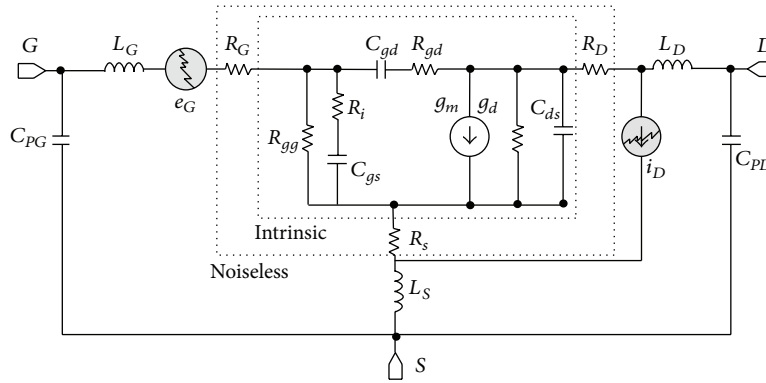 G
L_G
e_G
R_G
C_gd
R_gd
R_D
L_D
D
C_PG
R_gg
R_i
C_gs
g_m
g_d
C_ds
i_D
C_PD
Intrinsic
R_s
Noiseless
L_S
S